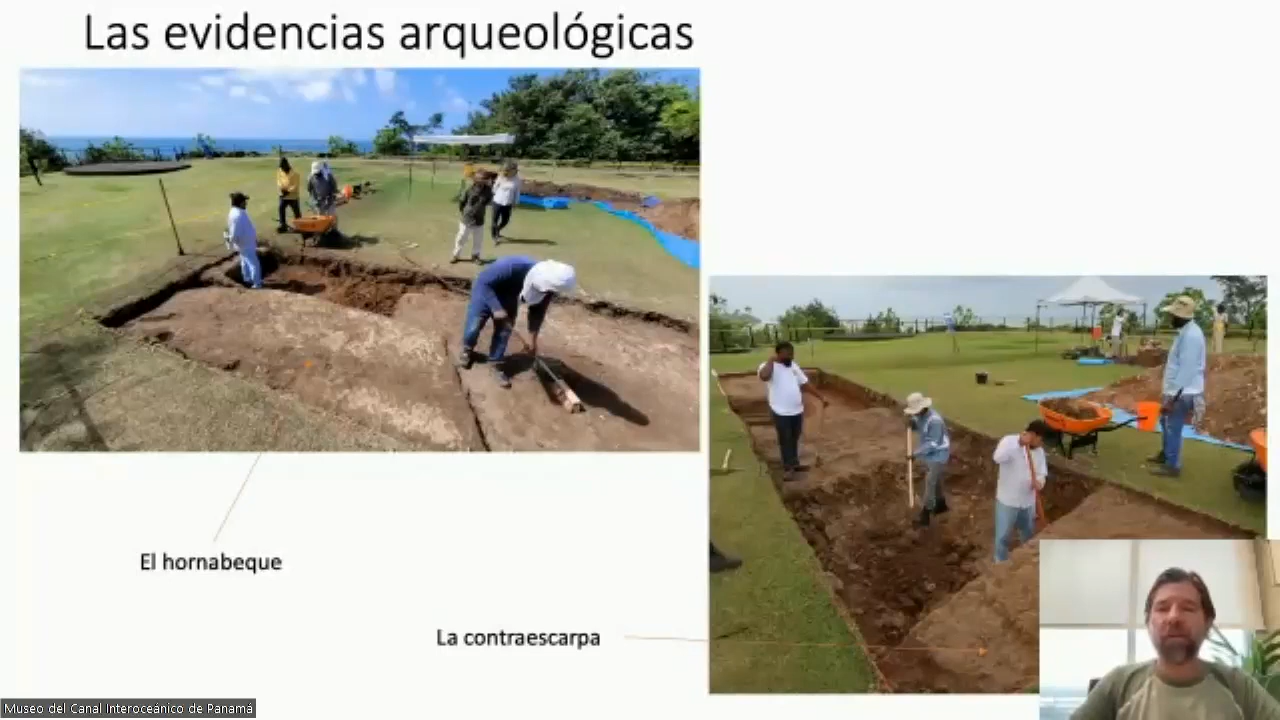 Las evidencias arqueológicas
El hornabeque
La contraescarpa
Museo del Canal Interoceánico de Panamá